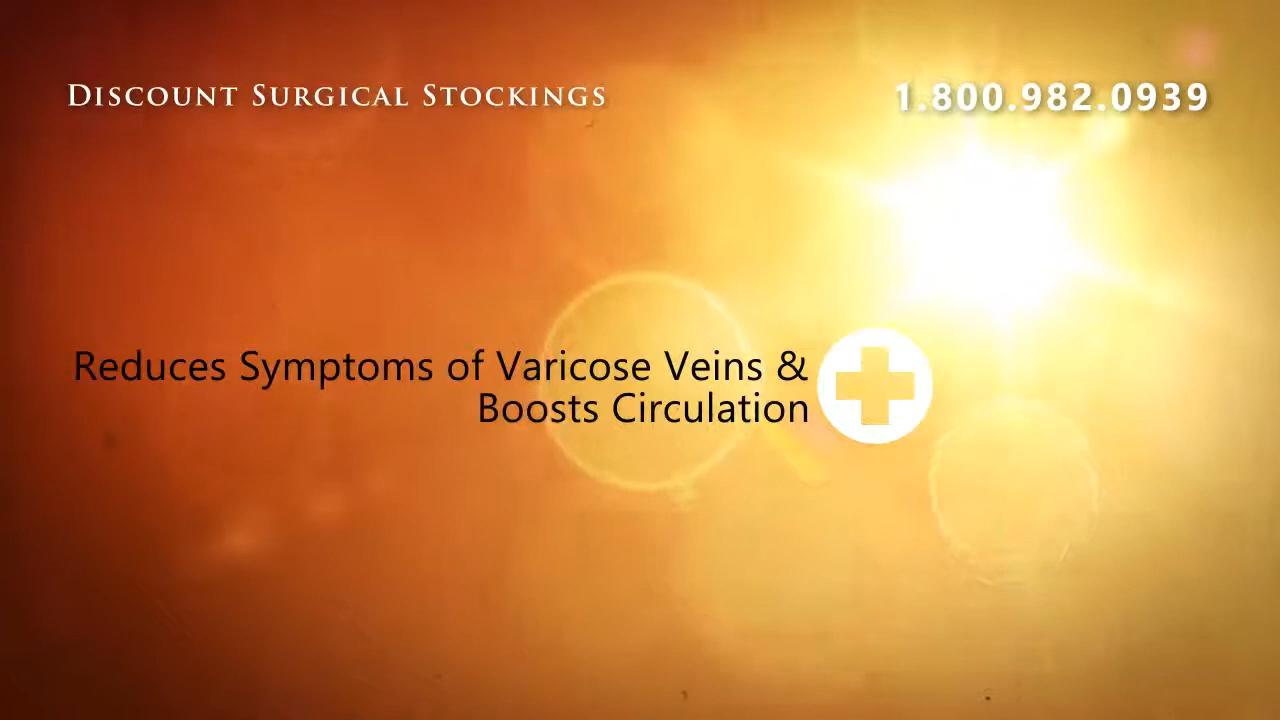 Discount Surgical Stockings
1.800.982.0939
Reduces Symptoms of Varicose Veins &
Boosts Circulation